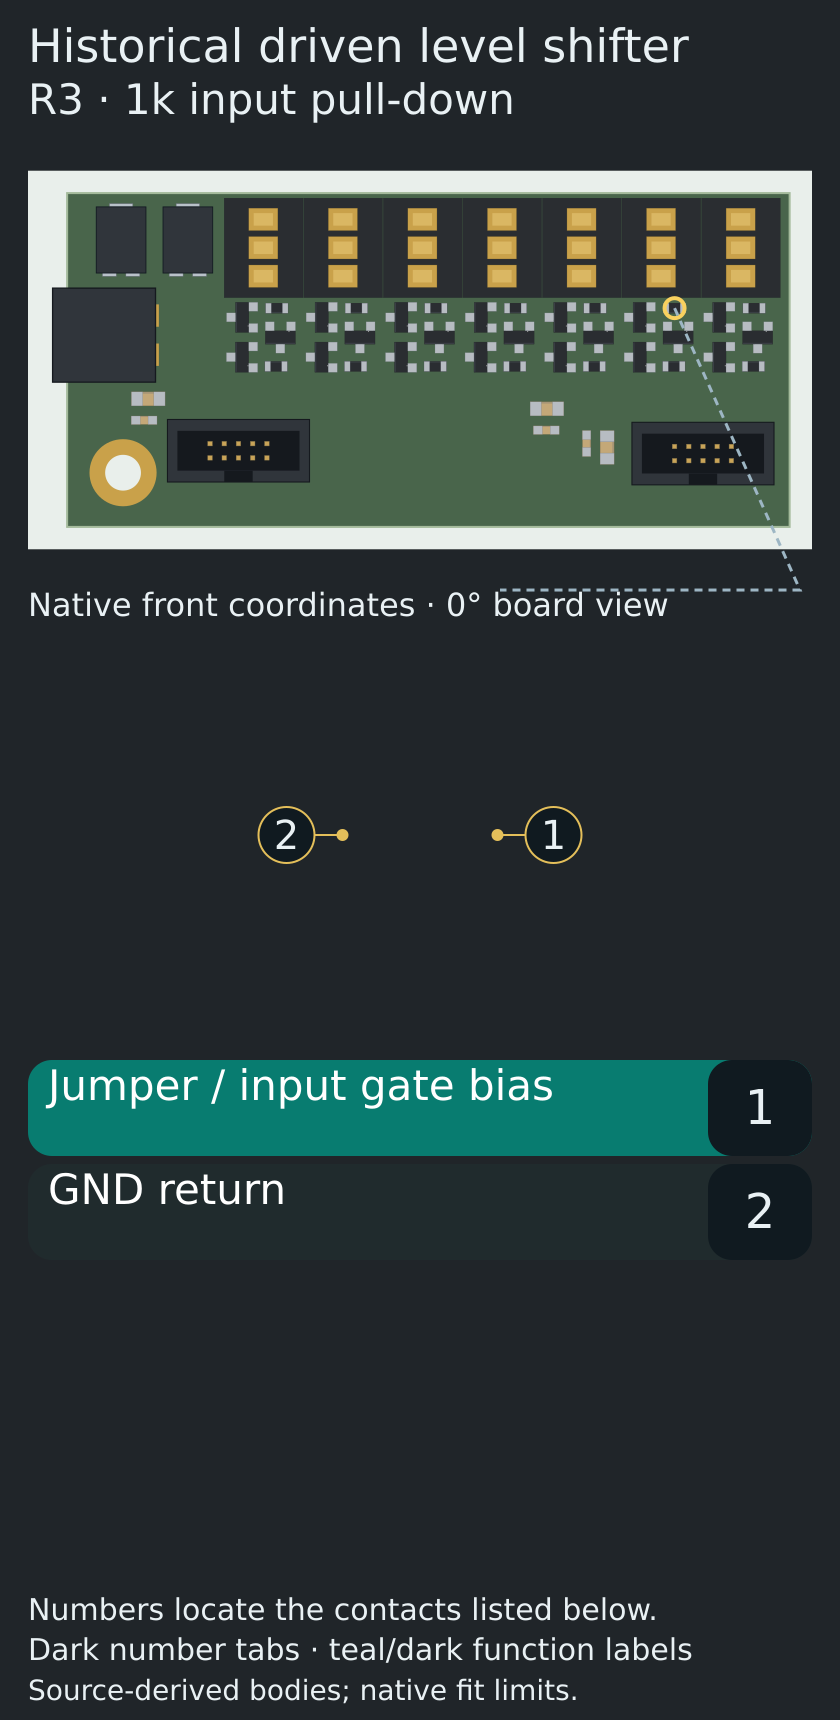 Historical driven level shifter
R3 · 1k input pull-down
Native front coordinates · 0° board view
2 1
Jumper / input gate bias 1
GND return 2
Numbers locate the contacts listed below.
Dark number tabs · teal/dark function labels
Source-derived bodies; native fit limits.